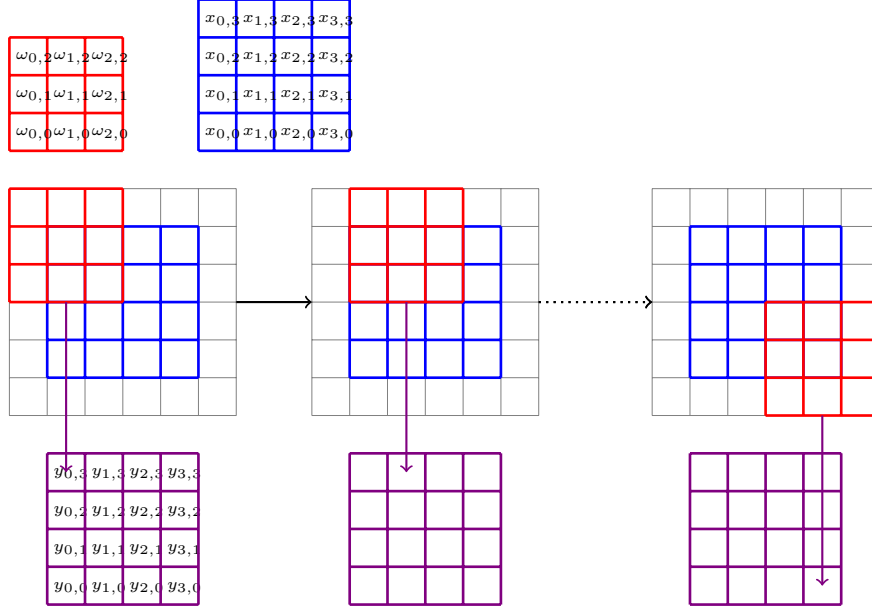 x0,3 x1,3 x2,3 x3,3
ω0,2 ω1,2 ω2,2
x0,2 x1,2 x2,2 x3,2
ω0,1 ω1,1 ω2,1
x0,1 x1,1 x2,1 x3,1
ω0,0 ω1,0 ω2,0
x0,0 x1,0 x2,0 x3,0
y0,3 y1,3 y2,3 y3,3
y0,2 y1,2 y2,2 y3,2
y0,1 y1,1 y2,1 y3,1
y0,0 y1,0 y2,0 y3,0